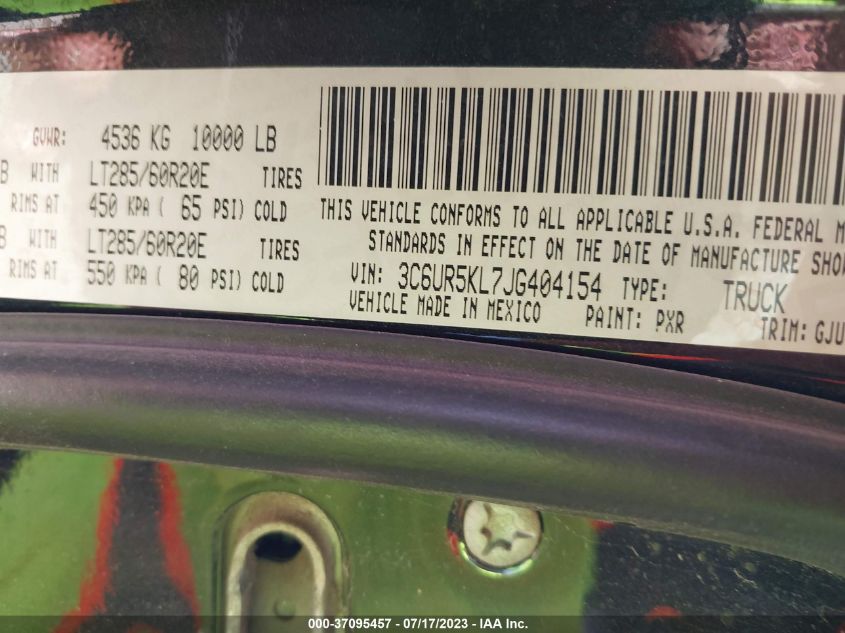 GVWR: 4536 KG 10000 LB
B WITH LT285/60R20E TIRES
RIMS AT 450 KPA ( 65 PSI) COLD
B WITH LT285/60R20E TIRES
RIMS AT 550 KPA ( 80 PSI) COLD
THIS VEHICLE CONFORMS TO ALL APPLICABLE U.S.A. FEDERAL M
STANDARDS IN EFFECT ON THE DATE OF MANUFACTURE SHO
VIN: 3C6UR5KL7JG404154 TYPE: TRUCK
VEHICLE MADE IN MEXICO PAINT: PXR TRIM: GJU
000-37095457 - 07/17/2023 - IAA Inc.